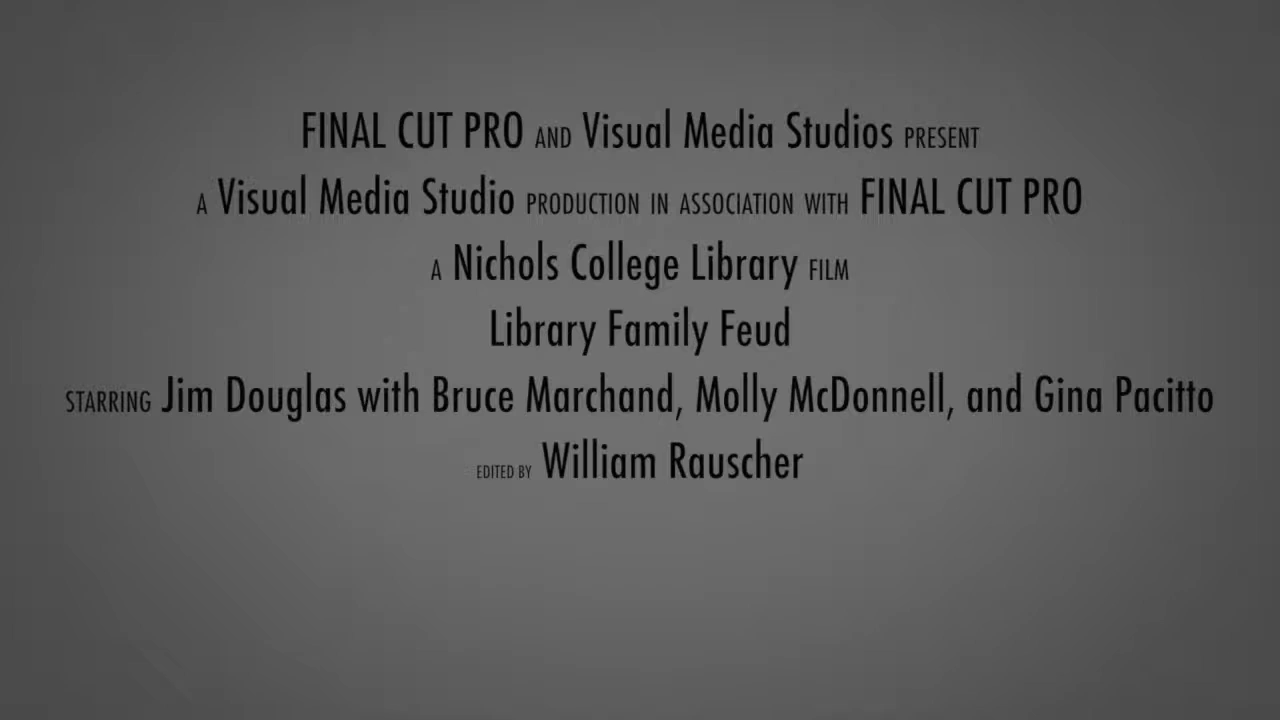 FINAL CUT PRO AND Visual Media Studios PRESENT
A Visual Media Studio PRODUCTION IN ASSOCIATION WITH FINAL CUT PRO
A Nichols College Library FILM
Library Family Feud
STARRING Jim Douglas with Bruce Marchand, Molly McDonnell, and Gina Pacitto
EDITED BY William Rauscher